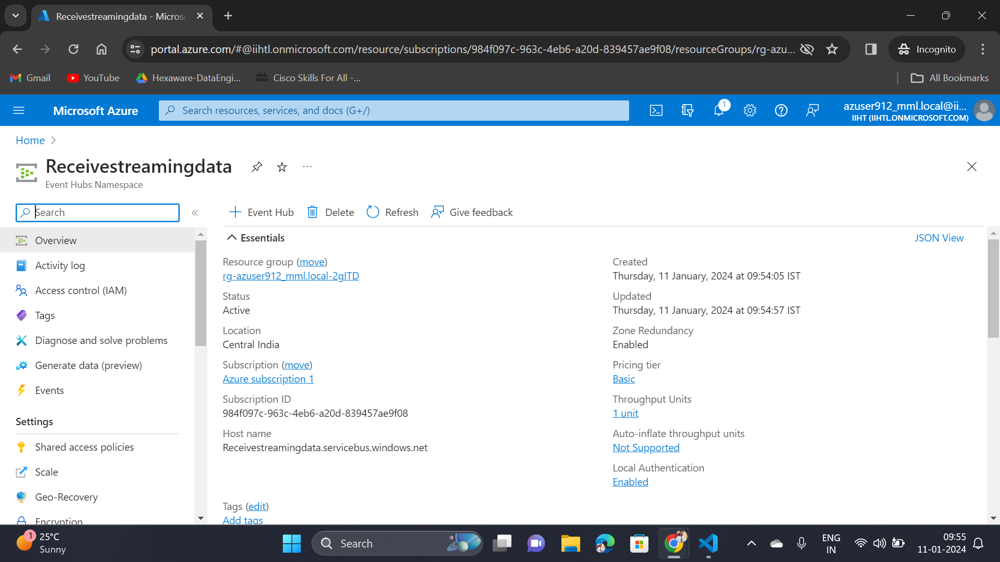 Receivestreamingdata - Micros
portal.azure.com/#@iihtl.onmicrosoft.com/resource/subscriptions/984f097c-963c-4eb6-a20d-839457ae9f08/resourceGroups/rg-azu...
Incognito
Gmail
YouTube
Hexaware-DataEngi...
Cisco Skills For All -...
All Bookmarks
Microsoft Azure
Search resources, services, and docs (G+/)
1
azuser912_mml.local@ii...
IIHT (IIHTL.ONMICROSOFT.COM)
Home
Receivestreamingdata
Event Hubs Namespace
Search
Event Hub
Delete
Refresh
Give feedback
Overview
Activity log
Access control (IAM)
Tags
Diagnose and solve problems
Generate data (preview)
Events
Settings
Shared access policies
Scale
Geo-Recovery
Encryption
Essentials
JSON View
Resource group (move)
rg-azuser912_mml.local-2gITD
Status
Active
Location
Central India
Subscription (move)
Azure subscription 1
Subscription ID
984f097c-963c-4eb6-a20d-839457ae9f08
Host name
Receivestreamingdata.servicebus.windows.net
Created
Thursday, 11 January, 2024 at 09:54:05 IST
Updated
Thursday, 11 January, 2024 at 09:54:57 IST
Zone Redundancy
Enabled
Pricing tier
Basic
Throughput Units
1 unit
Auto-inflate throughput units
Not Supported
Local Authentication
Enabled
Tags (edit)
Add tags
1
25°C
Sunny
Search
ENG
IN
09:55
11-01-2024